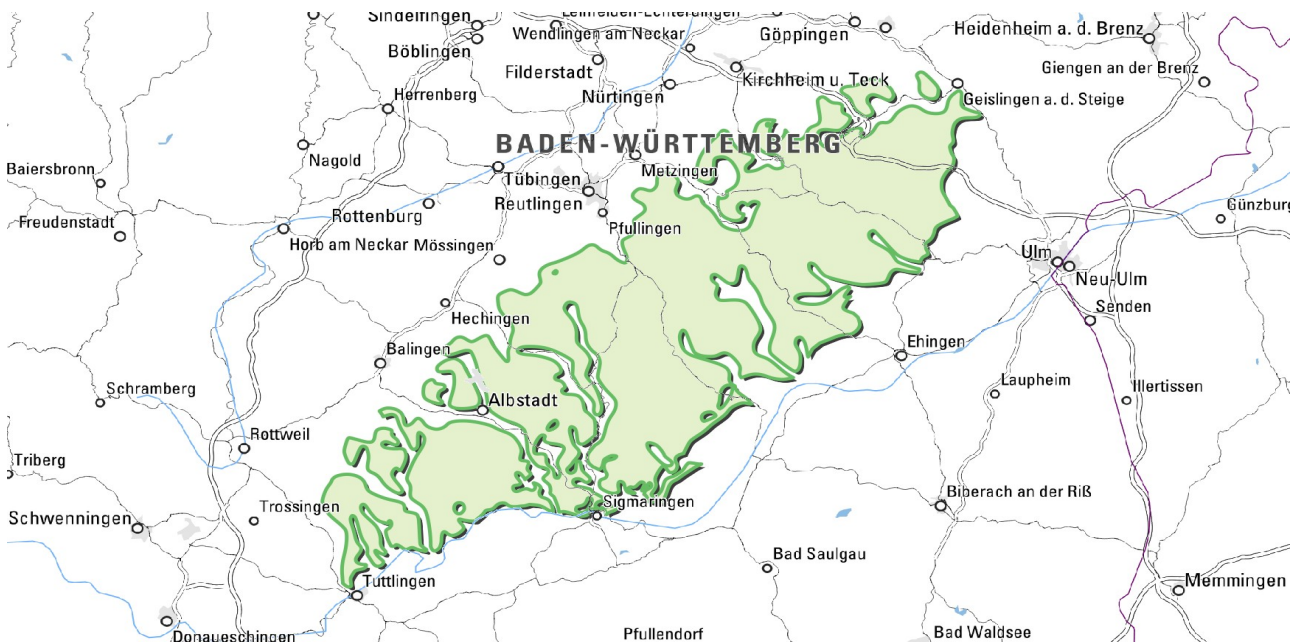 Sindelfingen
Leinfelden-Echterdingen
Wendlingen am Neckar
Göppingen
Heidenheim a. d. Brenz
Böblingen
Filderstadt
Kirchheim u. Teck
Giengen an der Brenz
Herrenberg
Nürtingen
Geislingen a. d. Steige
BADEN-WÜRTTEMBERG
Nagold
Baiersbronn
Tübingen
Metzingen
Reutlingen
Freudenstadt
Rottenburg
Pfullingen
Günzburg
Horb am Neckar
Mössingen
Ulm
Neu-Ulm
Senden
Hechingen
Balingen
Ehingen
Schramberg
Laupheim
Illertissen
Albstadt
Rottweil
Triberg
Biberach an der Riß
Sigmaringen
Trossingen
Schwenningen
Bad Saulgau
Tuttlingen
Memmingen
Donaueschingen
Pfullendorf
Bad Waldsee